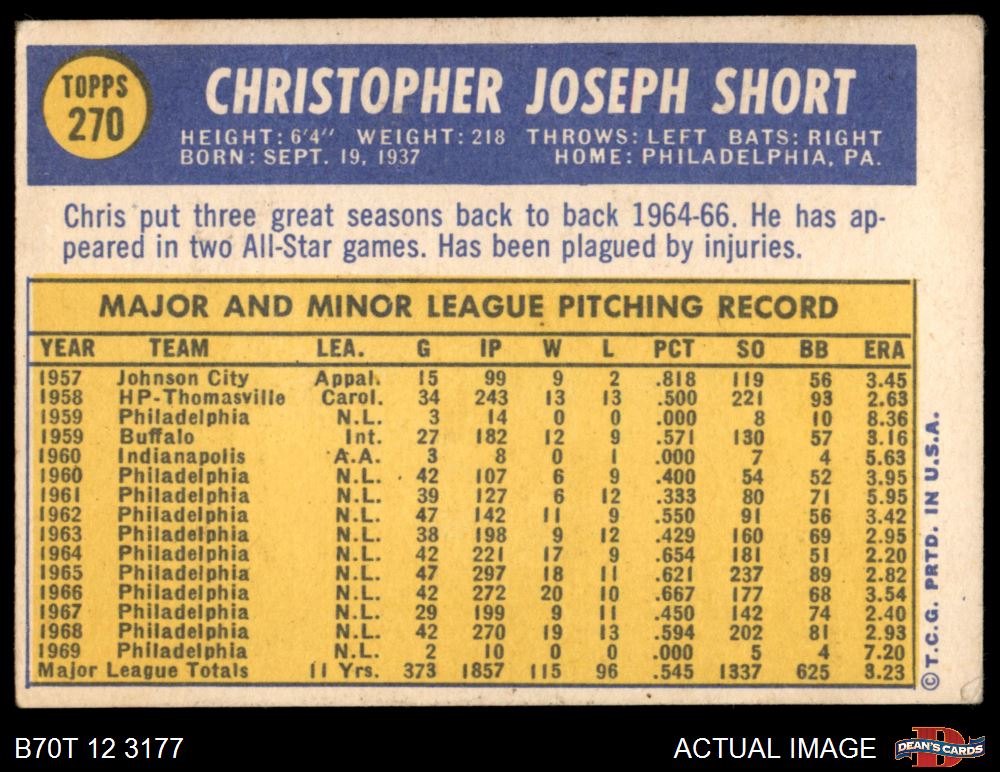 TOPPS
270
CHRISTOPHER JOSEPH SHORT
HEIGHT: 6'4" WEIGHT: 218 THROWS: LEFT BATS: RIGHT
BORN: SEPT. 19, 1937 HOME: PHILADELPHIA, PA.
Chris put three great seasons back to back 1964-66. He has ap-
peared in two All-Star games. Has been plagued by injuries.
MAJOR AND MINOR LEAGUE PITCHING RECORD
YEAR TEAM LEA. G IP W L PCT SO BB ERA
1957 Johnson City Appal. 15 99 9 2 .818 119 56 3.45
1958 HP-Thomasville Carol. 34 243 13 13 .500 221 93 2.63
1959 Philadelphia N.L. 3 14 0 0 .000 8 10 8.36
1959 Buffalo Int. 27 182 12 9 .571 130 57 3.16
1960 Indianapolis A.A. 3 8 0 1 .000 7 4 5.63
1960 Philadelphia N.L. 42 107 6 9 .400 54 52 3.95
1961 Philadelphia N.L. 39 127 6 12 .333 80 71 5.95
1962 Philadelphia N.L. 47 142 11 9 .550 91 56 3.42
1963 Philadelphia N.L. 38 198 9 12 .429 160 69 2.95
1964 Philadelphia N.L. 42 221 17 9 .654 181 51 2.20
1965 Philadelphia N.L. 47 297 18 11 .621 237 89 2.82
1966 Philadelphia N.L. 42 272 20 10 .667 177 68 3.54
1967 Philadelphia N.L. 29 199 9 11 .450 142 74 2.40
1968 Philadelphia N.L. 42 270 19 13 .594 202 81 2.93
1969 Philadelphia N.L. 2 10 0 0 .000 5 4 7.20
Major League Totals 11 Yrs. 373 1857 115 96 .545 1337 625 3.23
©T.C.G. PRTD. IN U.S.A.
B70T 12 3177
ACTUAL IMAGE
D
DEAN'S CARDS